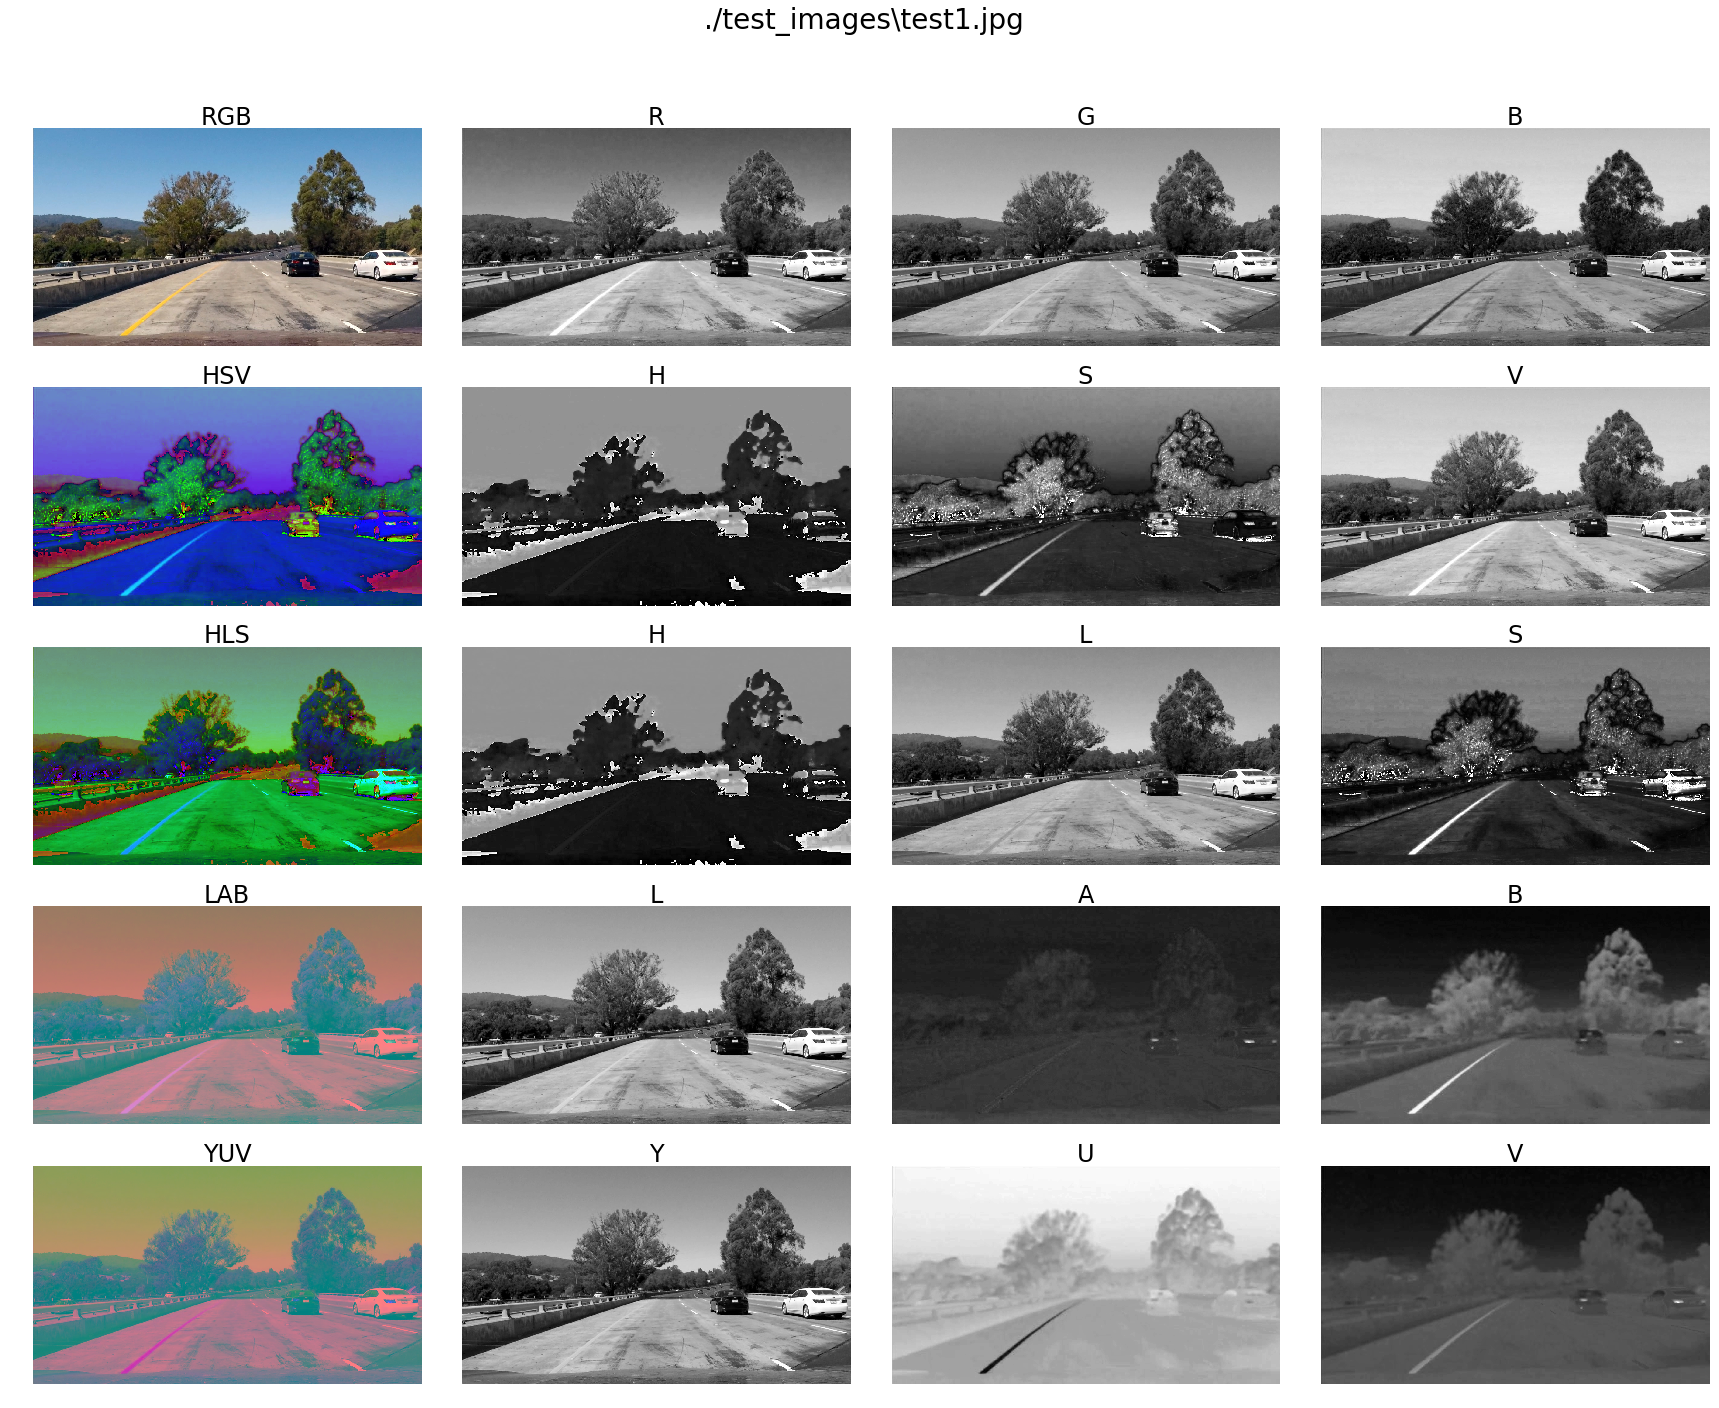 ./test_images\test1.jpg
RGB R G B
HSV H S V
HLS H L S
LAB L A B
YUV Y U V